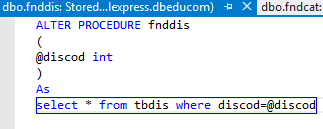 dbo.fnddis: Stored...lexpress.dbeducom)
dbo.fndcat:
ALTER PROCEDURE fnddis
(
@discod int
)
As
select * from tbdis where discod=@discod